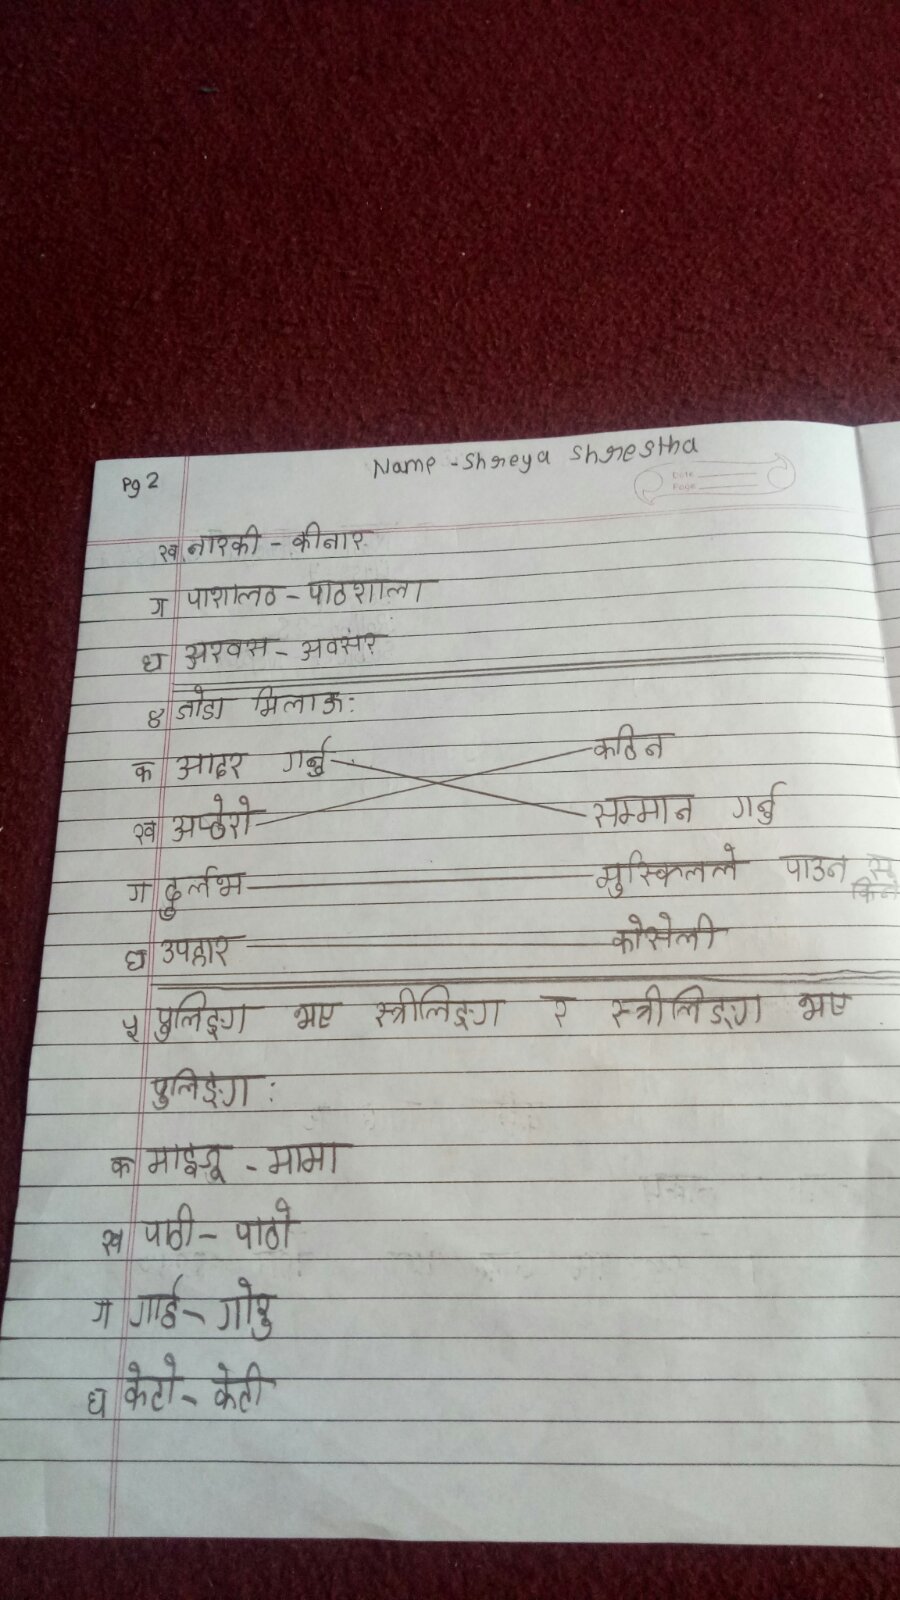 Pg 2
Name - Shreya Shrestha
Date
Page
ख नारकी - कीनार
ग पाशालठ - पाठशाला
घ अरवस - अवसर
४ जोडा मिलाऊ:
क आदर गर्नु कठिन
ख अप्ठेरो सम्मान गर्नु
ग दुर्लभ मुस्किलले पाउन
घ उपहार कोसेली
५ पुलिङ्ग भए स्त्रीलिङ्ग र स्त्रीलिङ्ग भए
पुलिङ्ग:
क माइजू - मामा
ख पाठी - पाठो
ग गाई - गोरु
घ केटो - केटी